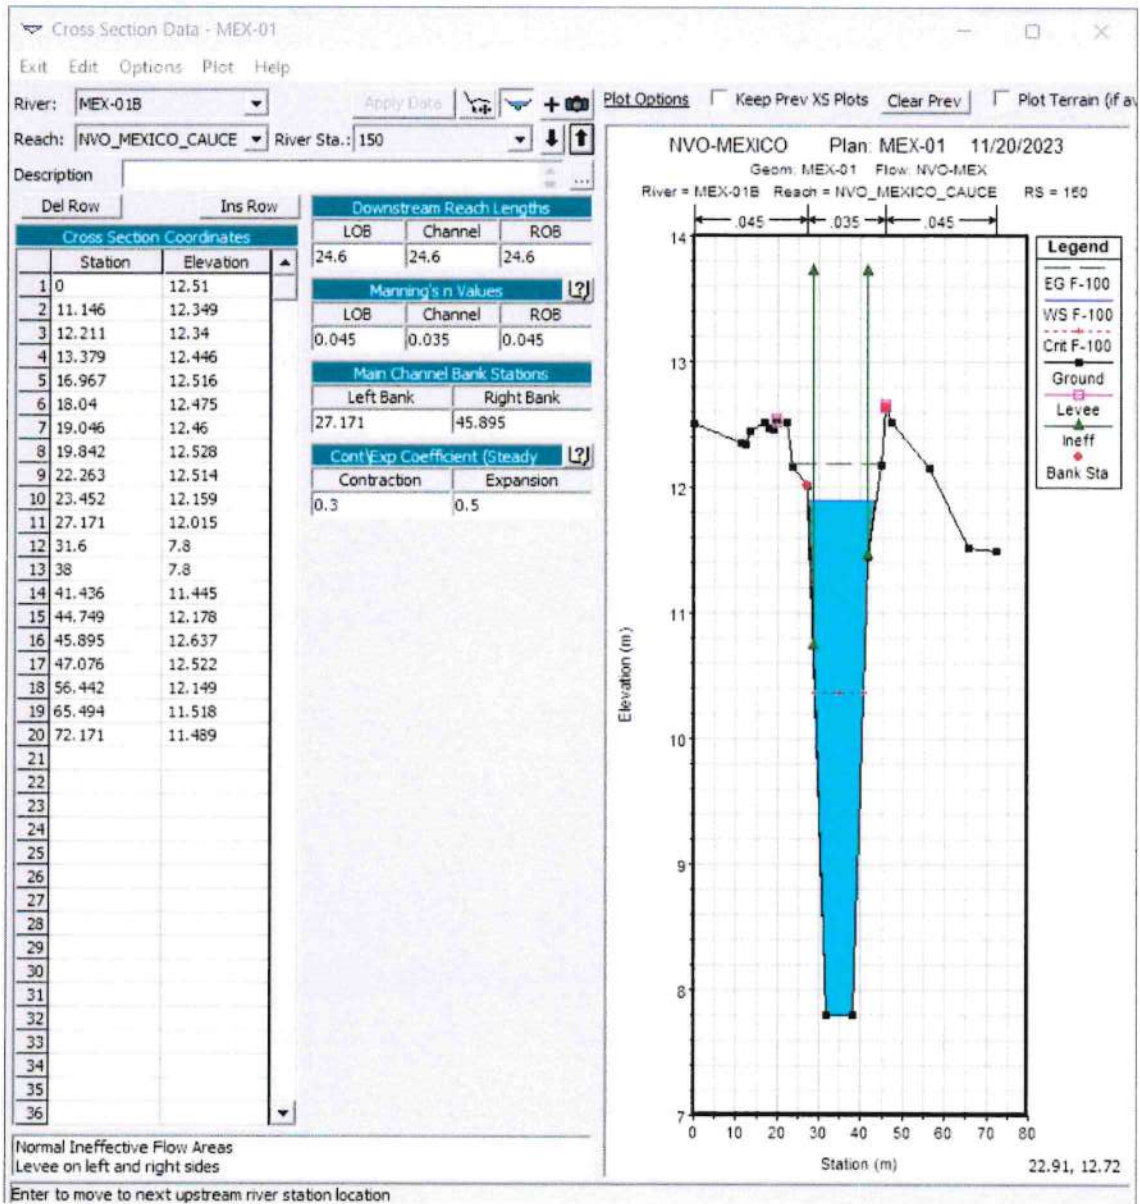 Cross Section Data - MEX-01
Exit Edit Options Plot Help
River: MEX-01B Apply Data
Reach: NVO_MEXICO_CAUCE River Sta.: 150
Description ...
Del Row Ins Row
Cross Section Coordinates
Station Elevation
1 0 12.51
2 11.146 12.349
3 12.211 12.34
4 13.379 12.446
5 16.967 12.516
6 18.04 12.475
7 19.046 12.46
8 19.842 12.528
9 22.263 12.514
10 23.452 12.159
11 27.171 12.015
12 31.6 7.8
13 38 7.8
14 41.436 11.445
15 44.749 12.178
16 45.895 12.637
17 47.076 12.522
18 56.442 12.149
19 65.494 11.518
20 72.171 11.489
21
22
23
24
25
26
27
28
29
30
31
32
33
34
35
36
Downstream Reach Lengths
LOB Channel ROB
24.6 24.6 24.6
Manning's n Values
LOB Channel ROB
0.045 0.035 0.045
Main Channel Bank Stations
Left Bank Right Bank
27.171 45.895
Cont\Exp Coefficient (Steady
Contraction Expansion
0.3 0.5
Plot Options Keep Prev XS Plots Clear Prev Plot Terrain (if av
NVO-MEXICO Plan: MEX-01 11/20/2023
Geom: MEX-01 Flow: NVO-MEX
River = MEX-01B Reach = NVO_MEXICO_CAUCE RS = 150
.045 .035 .045
14
13
12
11
10
9
8
7
Elevation (m)
0 10 20 30 40 50 60 70 80
Station (m)
Legend
EG F-100
WS F-100
Crit F-100
Ground
Levee
Ineff
Bank Sta
22.91, 12.72
Normal Ineffective Flow Areas
Levee on left and right sides
Enter to move to next upstream river station location